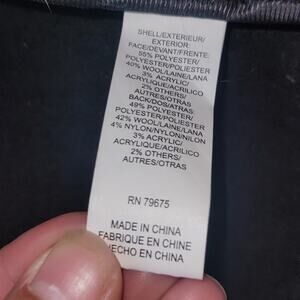 SHELL/EXTERIEUR/
EXTERIOR:
FACE/DEVANT/FRENTE:
55% POLYESTER/
POLYESTER/POLIESTER
40% WOOL/LAINE/LANA
3% ACRYLIC/
ACRYLIQUE/ACRILICO
2% OTHERS/
AUTRES/OTRAS
BACK/DOS/ATRÁS
49% POLYESTER/
POLYESTER/POLIESTER
42% WOOL/LAINE/LANA
4% NYLON/NYLON/NILON
3% ACRYLIC/
ACRYLIQUE/ACRILICO
2% OTHERS/
AUTRES/OTRAS
RN 79675
MADE IN CHINA
FABRIQUE EN CHINE
HECHO EN CHINA